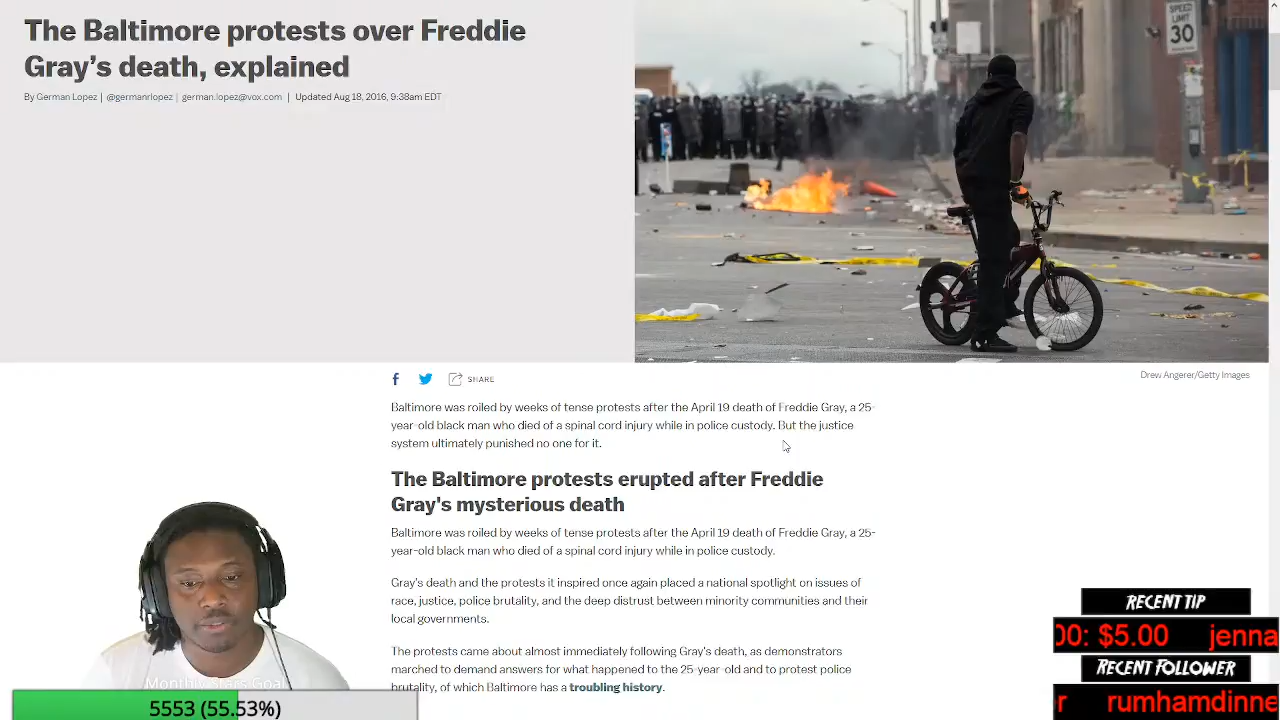 The Baltimore protests over Freddie
Gray's death, explained
By German Lopez | @germanrlopez | german.lopez@vox.com | Updated Aug 18, 2016, 9:38am EDT
SPEED
LIMIT
30
Drew Angerer/Getty Images
SHARE
Baltimore was roiled by weeks of tense protests after the April 19 death of Freddie Gray, a 25-
year-old black man who died of a spinal cord injury while in police custody. But the justice
system ultimately punished no one for it.
The Baltimore protests erupted after Freddie
Gray's mysterious death
Baltimore was roiled by weeks of tense protests after the April 19 death of Freddie Gray, a 25-
year-old black man who died of a spinal cord injury while in police custody.
Gray's death and the protests it inspired once again placed a national spotlight on issues of
race, justice, police brutality, and the deep distrust between minority communities and their
local governments.
The protests came about almost immediately following Gray's death, as demonstrators
marched to demand answers for what happened to the 25-year-old and to protest police
brutality, of which Baltimore has a troubling history.
Monthly Stars Goal
5553 (55.53%)
RECENT TIP
00: $5.00 jenna
RECENT FOLLOWER
r rumhamdinne